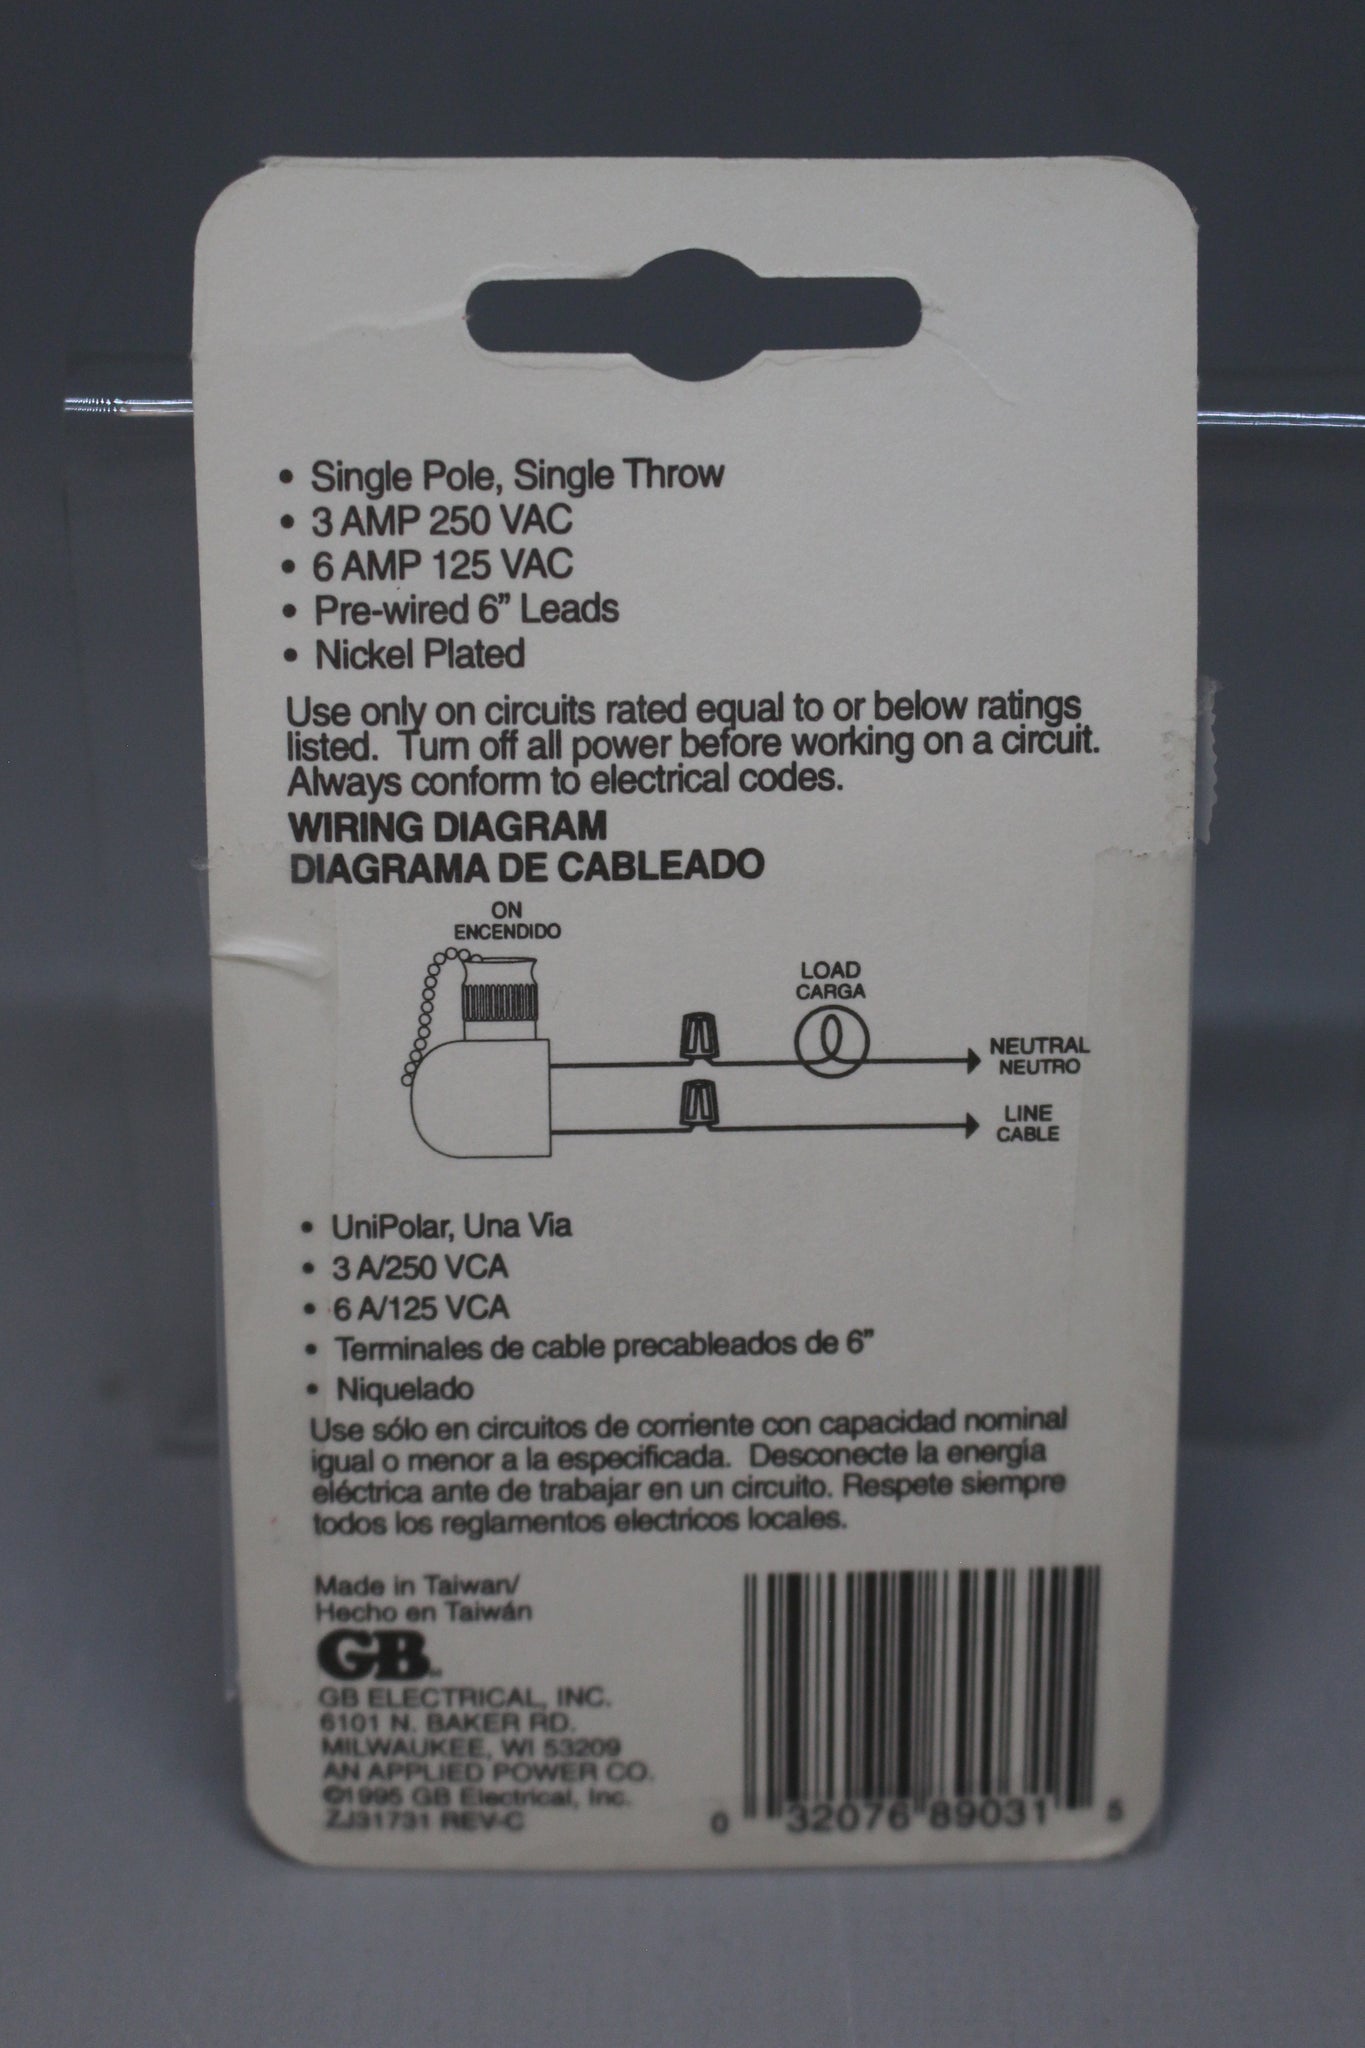 • Single Pole, Single Throw
• 3 AMP 250 VAC
• 6 AMP 125 VAC
• Pre-wired 6” Leads
• Nickel Plated
Use only on circuits rated equal to or below ratings
listed. Turn off all power before working on a circuit.
Always conform to electrical codes.
WIRING DIAGRAM
DIAGRAMA DE CABLEADO
ON
ENCENDIDO
LOAD
CARGA
NEUTRAL
NEUTRO
LINE
CABLE
• UniPolar, Una Via
• 3 A/250 VCA
• 6 A/125 VCA
• Terminales de cable precableados de 6”
• Niquelado
Use sólo en circuitos de corriente con capacidad nominal
igual o menor a la especificada. Desconecte la energía
eléctrica ante de trabajar en un circuito. Respete siempre
todos los reglamentos electricos locales.
Made in Taiwan/
Hecho en Taiwán
GB
GB ELECTRICAL, INC.
6101 N. BAKER RD.
MILWAUKEE, WI 53209
AN APPLIED POWER CO.
©1995 GB Electrical, Inc.
ZJ31731 REV-C
0 32076 89031 5